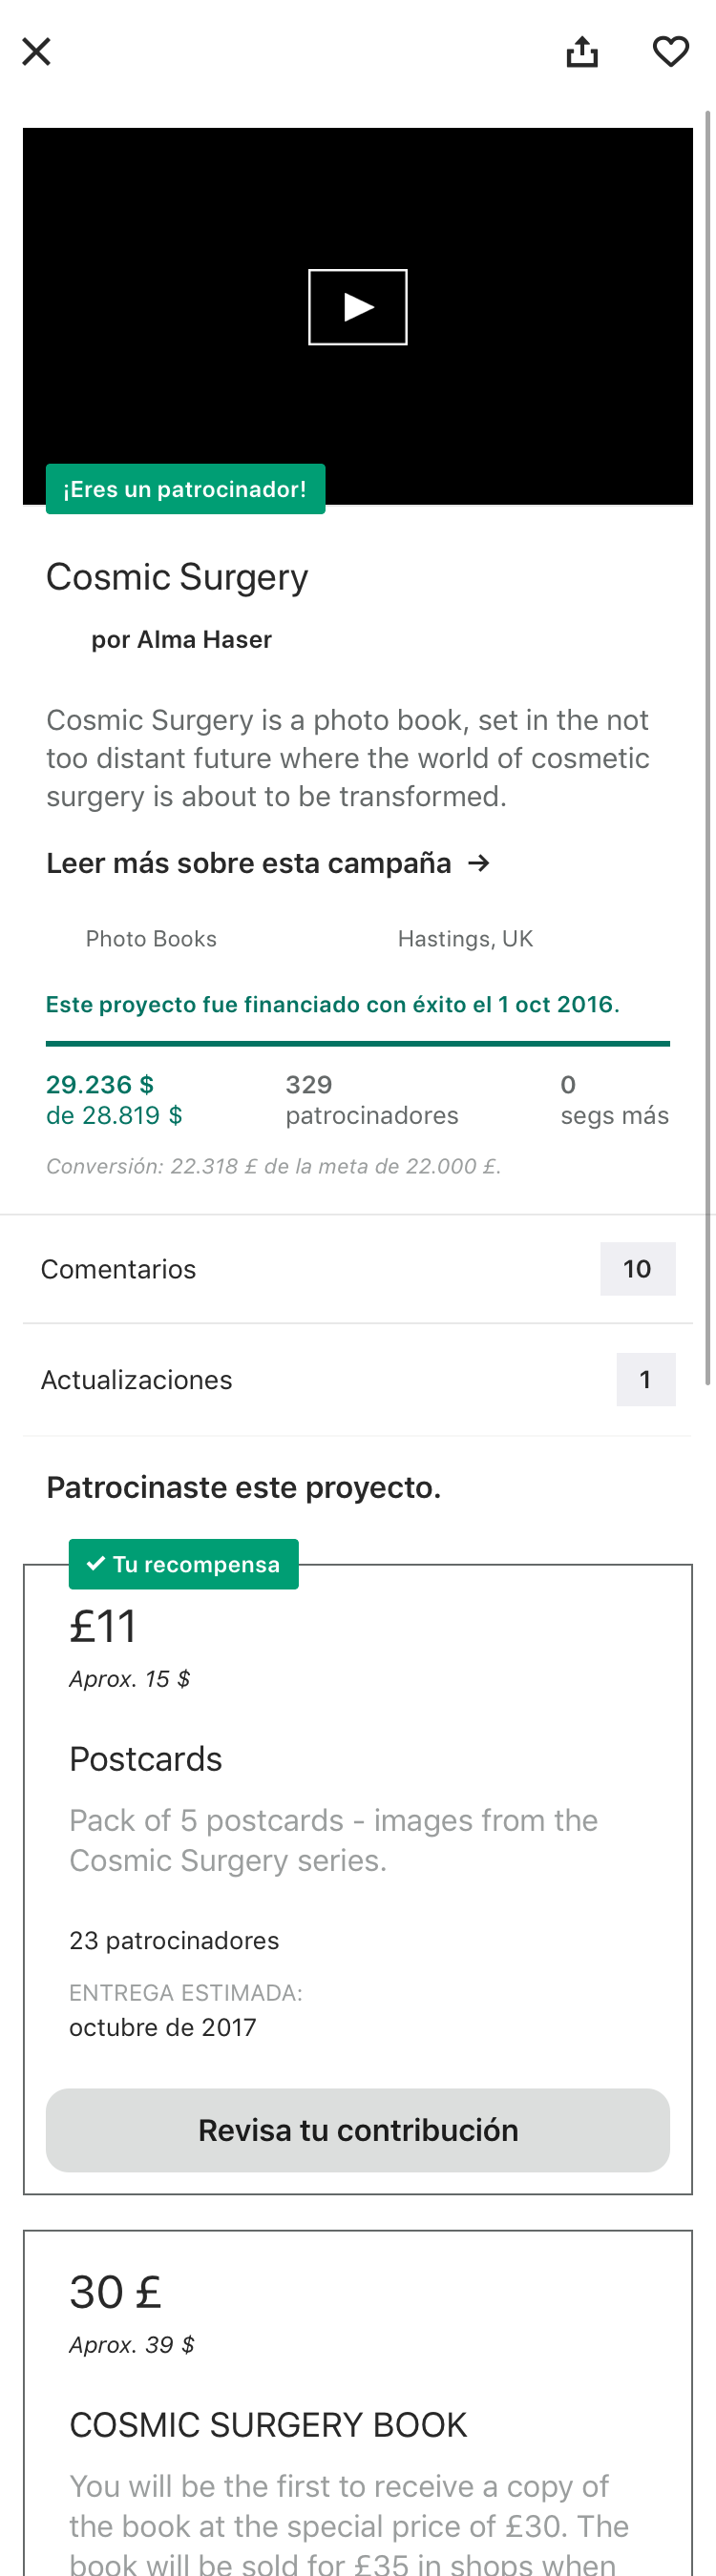 ¡Eres un patrocinador!
Cosmic Surgery
por Alma Haser
Cosmic Surgery is a photo book, set in the not
too distant future where the world of cosmetic
surgery is about to be transformed.
Leer más sobre esta campaña →
Photo Books
Hastings, UK
Este proyecto fue financiado con éxito el 1 oct 2016.
29.236 $
de 28.819 $
329
patrocinadores
0
segs más
Conversión: 22.318 £ de la meta de 22.000 £.
Comentarios
10
Actualizaciones
1
Patrocinaste este proyecto.
✓ Tu recompensa
£11
Aprox. 15 $
Postcards
Pack of 5 postcards - images from the
Cosmic Surgery series.
23 patrocinadores
ENTREGA ESTIMADA:
octubre de 2017
Revisa tu contribución
30 £
Aprox. 39 $
COSMIC SURGERY BOOK
You will be the first to receive a copy of
the book at the special price of £30. The
book will be sold for £35 in shops when